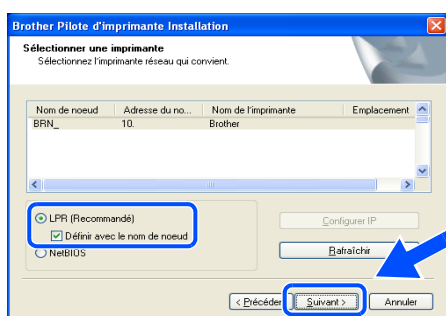 Brother Pilote d'imprimante Installation
Sélectionner une imprimante
Sélectionnez l'imprimante réseau qui convient.
Nom de noeud Adresse du no... Nom de l'imprimante Emplacement
BRN_ 10. Brother
LPR (Recommandé)
Définir avec le nom de noeud
NetBIOS
Configurer IP
Rafraîchir
< Précéden Suivant > Annuler